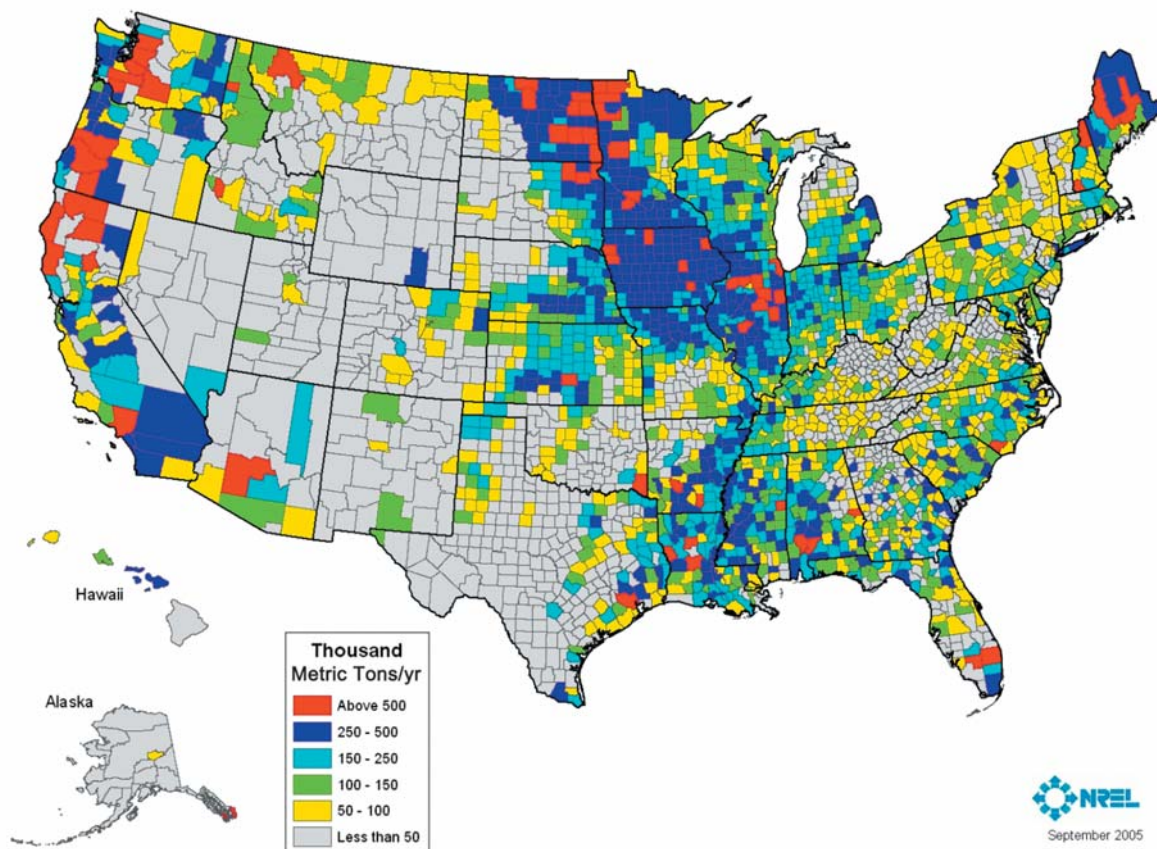 Hawaii
Alaska
Thousand
Metric Tons/yr
Above 500
250 - 500
150 - 250
100 - 150
50 - 100
Less than 50
NREL
September 2005